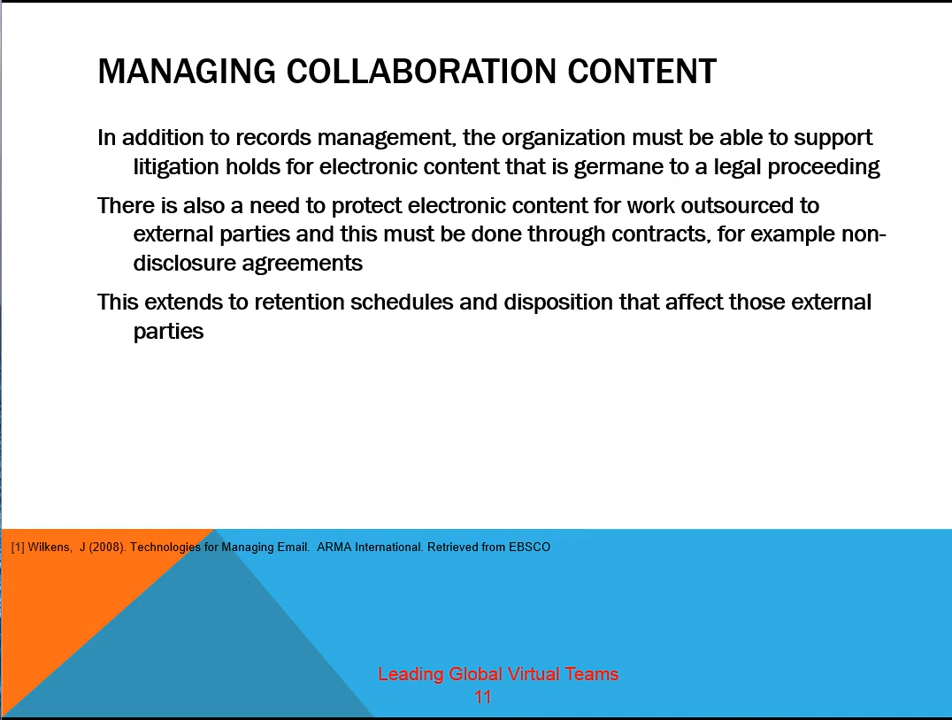 MANAGING COLLABORATION CONTENT
In addition to records management, the organization must be able to support
litigation holds for electronic content that is germane to a legal proceeding
There is also a need to protect electronic content for work outsourced to
external parties and this must be done through contracts, for example non-
disclosure agreements
This extends to retention schedules and disposition that affect those external
parties
[1] Wilkens,  J (2008). Technologies for Managing Email.  ARMA International. Retrieved from EBSCO
Leading Global Virtual Teams
11